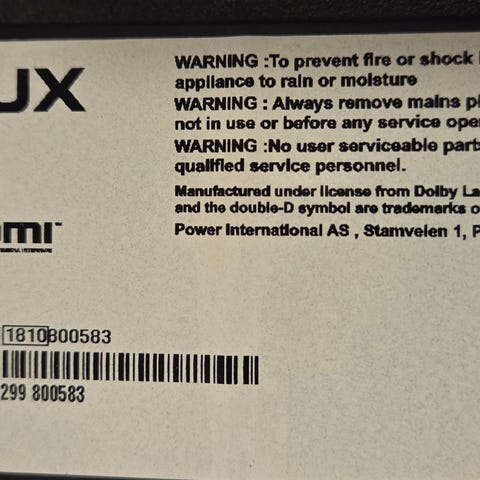 UX
WARNING :To prevent fire or shock
appliance to rain or moisture
WARNING : Always remove mains
not in use or before any service
WARNING :No user serviceable
qualified service personnel.
Manufactured under license from Dolby
and the double-D symbol are trademarks
Power International AS , Stamvelen 1,
1810800583
299 800583